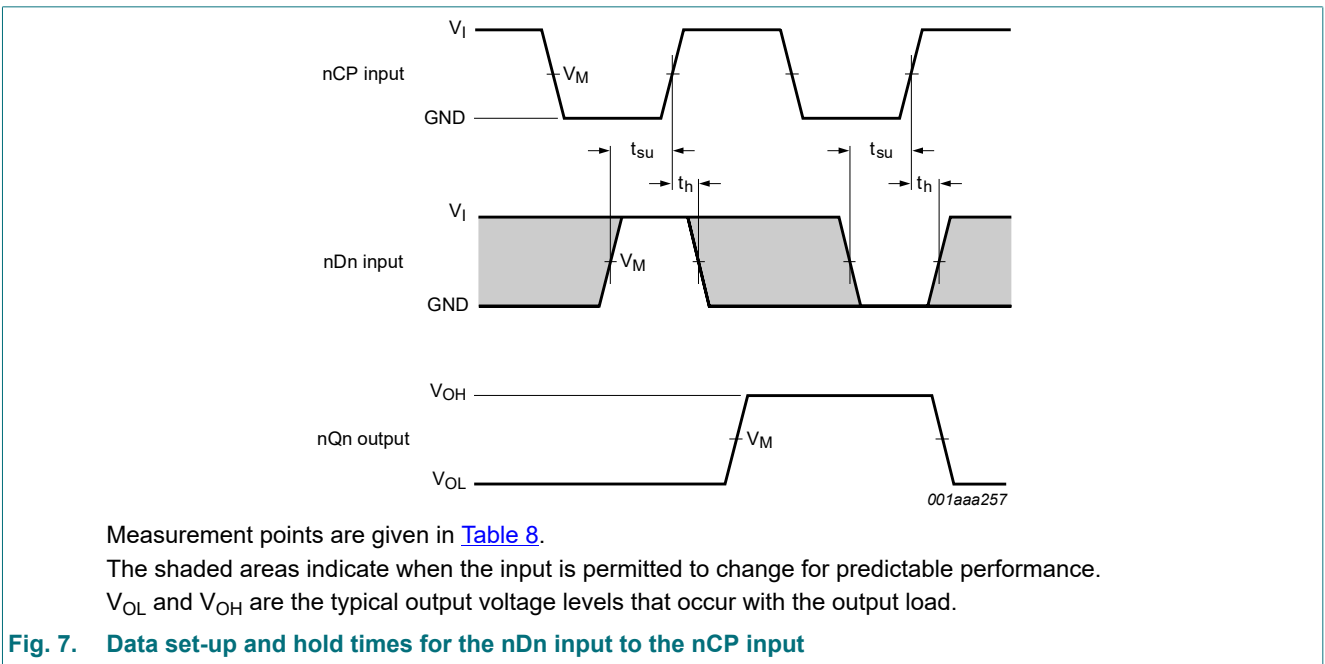 VI
nCP input
VM
GND
tsu
tsu
th
th
VI
nDn input
VM
GND
VOH
nQn output
VM
VOL
001aaa257
Measurement points are given in Table 8.
The shaded areas indicate when the input is permitted to change for predictable performance.
VOL and VOH are the typical output voltage levels that occur with the output load.
Fig. 7. Data set-up and hold times for the nDn input to the nCP input